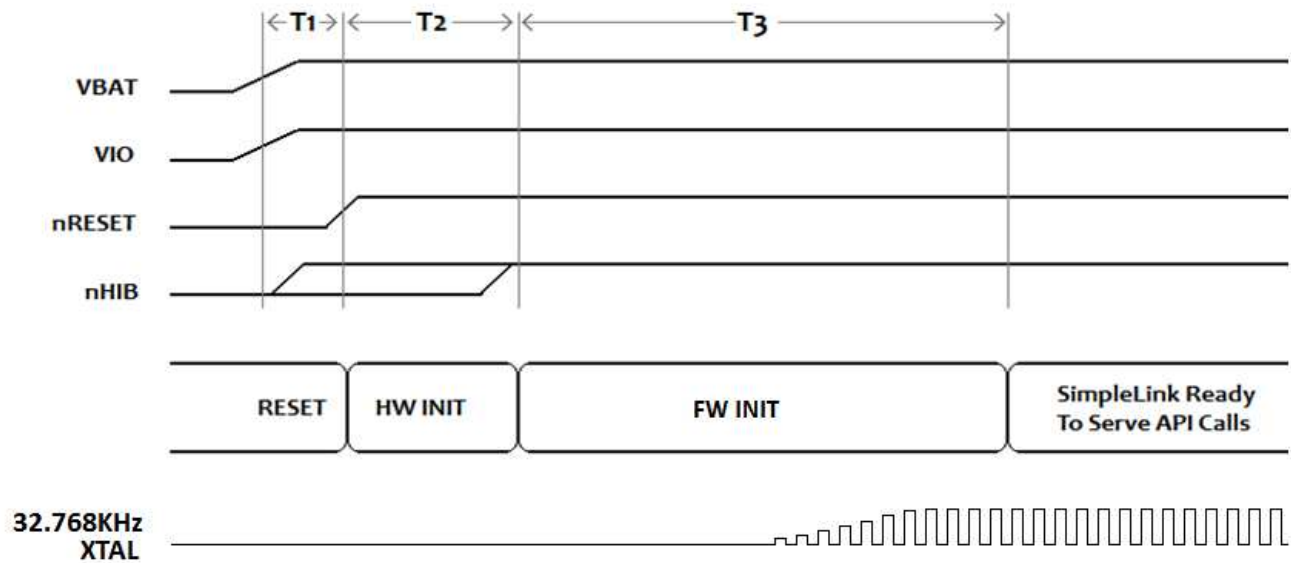 T1
T2
T3
VBAT
VIO
nRESET
nHIB
RESET
HW INIT
FW INIT
SimpleLink Ready
To Serve API Calls
32.768KHz
XTAL